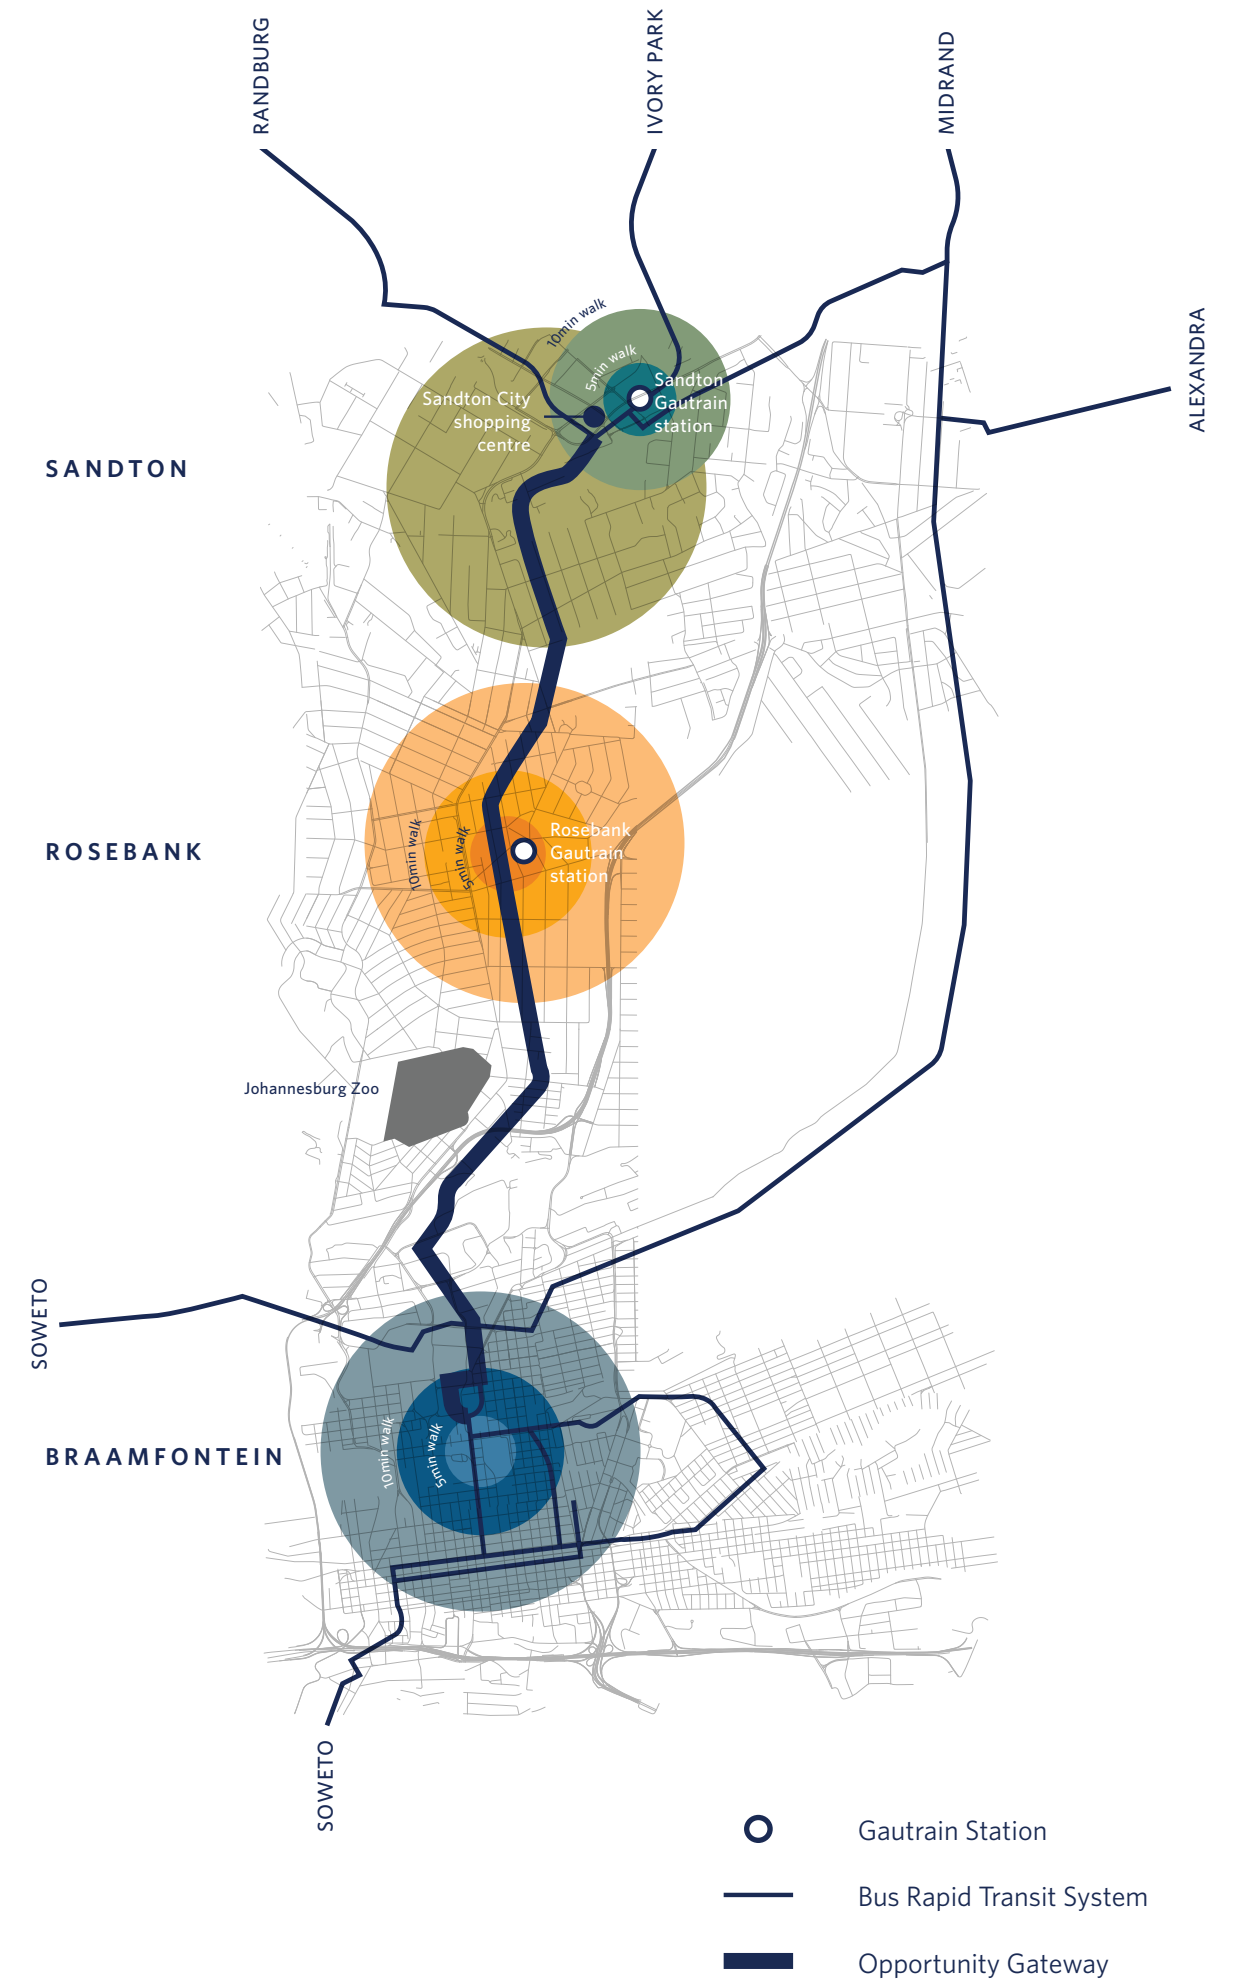 RANDBURG
IVORY PARK
MIDRAND
ALEXANDRA
10min walk
5min walk
Sandton
Gautrain
station
Sandton City
shopping
centre
SANDTON
ROSEBANK
10min walk
5min walk
Rosebank
Gautrain
station
Johannesburg Zoo
SOWETO
BRAAMFONTEIN
10min walk
5min walk
SOWETO
Gautrain Station
Bus Rapid Transit System
Opportunity Gateway